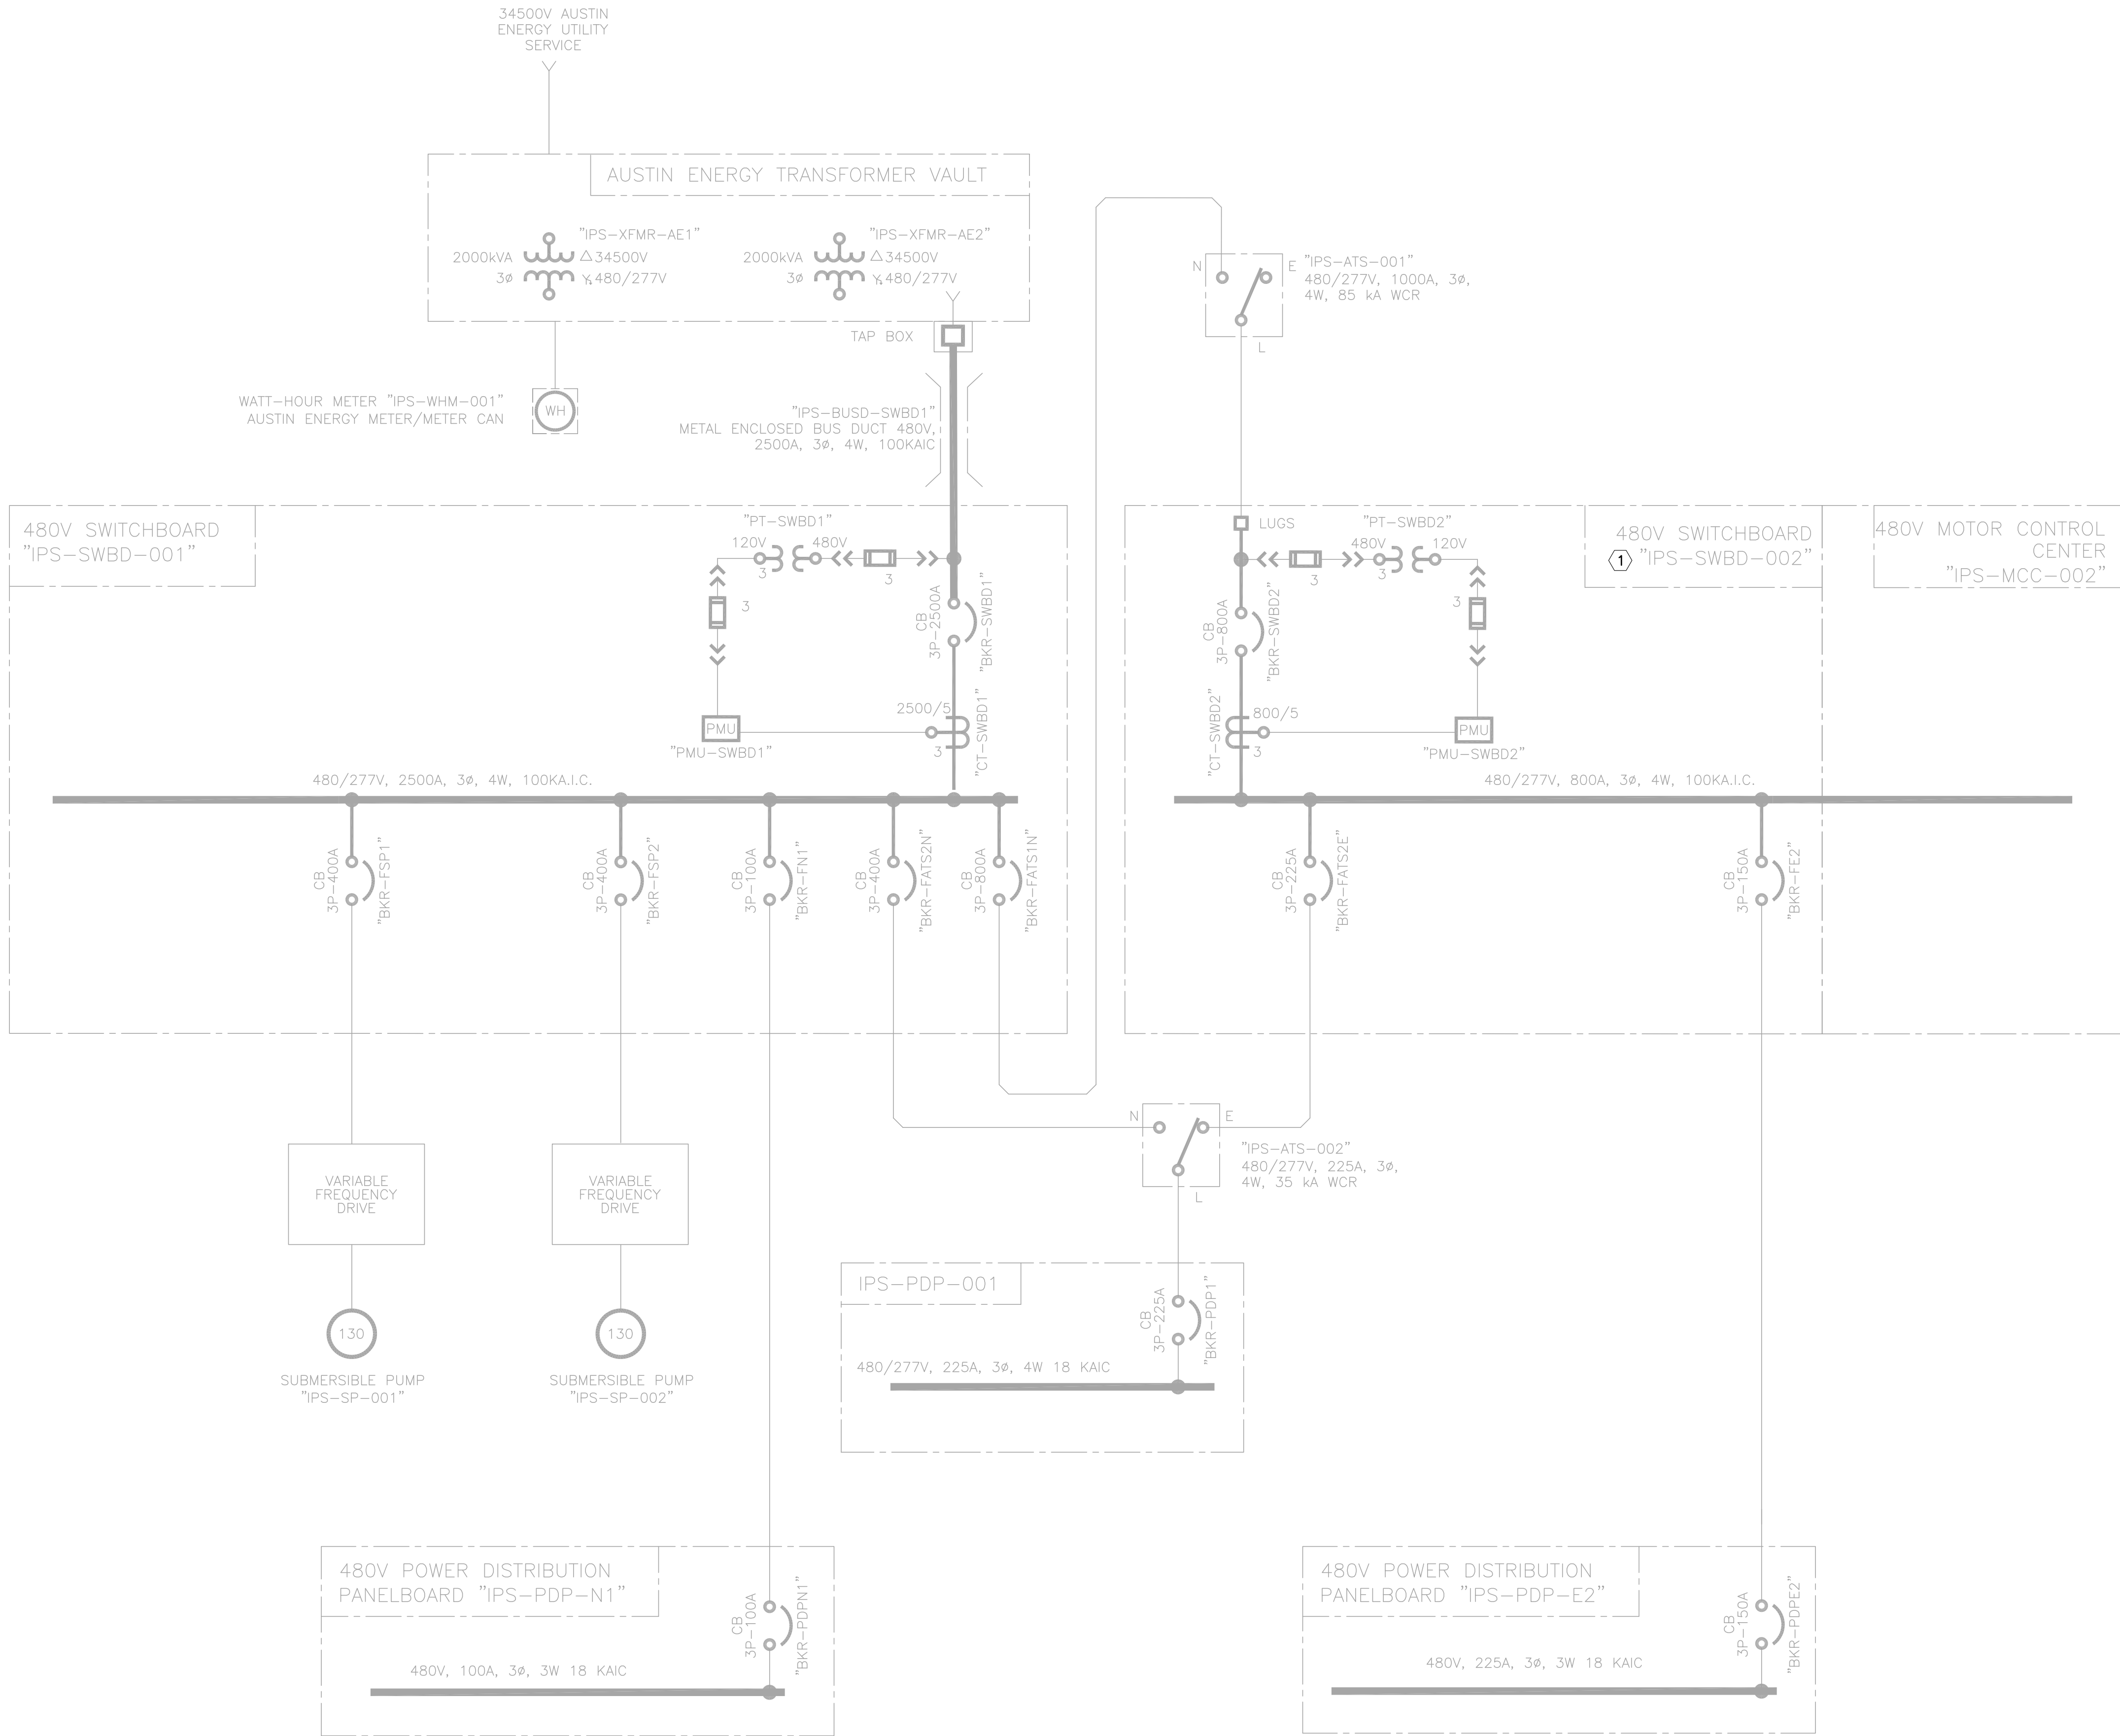 34500V AUSTIN
ENERGY UTILITY
SERVICE
AUSTIN ENERGY TRANSFORMER VAULT
"IPS-XFMR-AE1"
2000kVA
△34500V
3ø
480/277V
"IPS-XFMR-AE2"
2000kVA
△34500V
3ø
480/277V
TAP BOX
N
E
"IPS-ATS-001"
480/277V, 1000A, 3ø,
4W, 85 kA WCR
L
WATT-HOUR METER "IPS-WHM-001"
AUSTIN ENERGY METER/METER CAN
WH
"IPS-BUSD-SWBD1"
METAL ENCLOSED BUS DUCT 480V,
2500A, 3ø, 4W, 100KAIC
480V SWITCHBOARD
"IPS-SWBD-001"
"PT-SWBD1"
120V
480V
3
3
3
CB
3P-2500A
"BKR-SWBD1"
2500/5
3
"CT-SWBD1"
PMU
"PMU-SWBD1"
480/277V, 2500A, 3ø, 4W, 100KA.I.C.
CB
3P-400A
"BKR-FSP1"
CB
3P-400A
"BKR-FSP2"
CB
3P-100A
"BKR-FN1"
CB
3P-400A
"BKR-FATS2N"
CB
3P-800A
"BKR-FATS1N"
LUGS
"PT-SWBD2"
480V
120V
3
3
3
480V SWITCHBOARD
1 "IPS-SWBD-002"
480V MOTOR CONTROL
CENTER
"IPS-MCC-002"
CB
3P-800A
"BKR-SWBD2"
"CT-SWBD2"
800/5
3
PMU
"PMU-SWBD2"
480/277V, 800A, 3ø, 4W, 100KA.I.C.
CB
3P-225A
"BKR-FATS2E"
CB
3P-150A
"BKR-FE2"
N
E
"IPS-ATS-002"
480/277V, 225A, 3ø,
4W, 35 kA WCR
L
VARIABLE
FREQUENCY
DRIVE
VARIABLE
FREQUENCY
DRIVE
130
SUBMERSIBLE PUMP
"IPS-SP-001"
130
SUBMERSIBLE PUMP
"IPS-SP-002"
IPS-PDP-001
CB
3P-225A
"BKR-PDP1"
480/277V, 225A, 3ø, 4W 18 KAIC
480V POWER DISTRIBUTION
PANELBOARD "IPS-PDP-N1"
CB
3P-100A
"BKR-PDPN1"
480V, 100A, 3ø, 3W 18 KAIC
480V POWER DISTRIBUTION
PANELBOARD "IPS-PDP-E2"
CB
3P-150A
"BKR-PDPE2"
480V, 225A, 3ø, 3W 18 KAIC